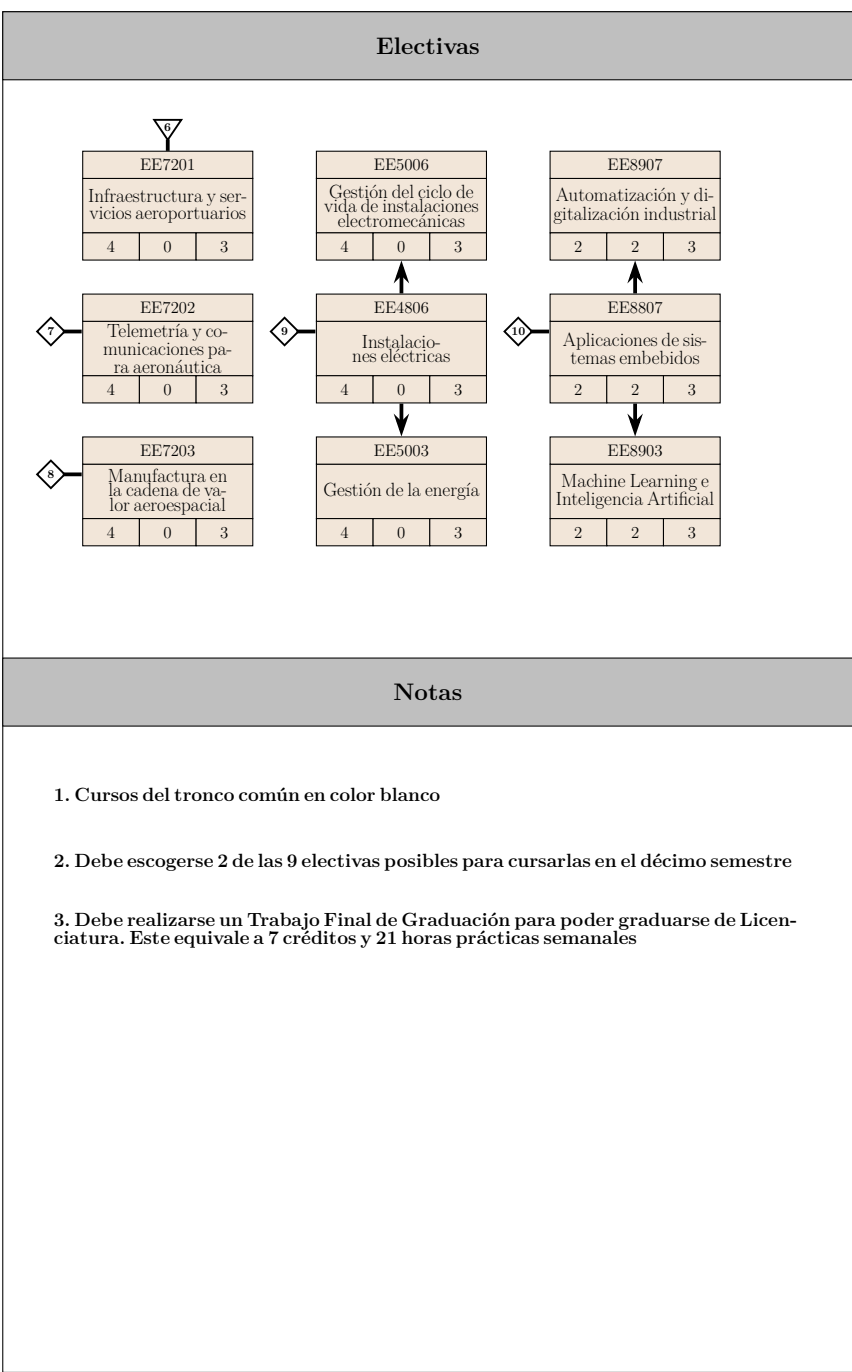 Electivas
6
EE7201
Infraestructura y ser-
vicios aeroportuarios
4 0 3
EE5006
Gestión del ciclo de
vida de instalaciones
electromecánicas
4 0 3
EE8907
Automatización y di-
gitalización industrial
2 2 3
7
EE7202
Telemetría y co-
municaciones pa-
ra aeronáutica
4 0 3
9
EE4806
Instalacio-
nes eléctricas
4 0 3
10
EE8807
Aplicaciones de sis-
temas embebidos
2 2 3
8
EE7203
Manufactura en
la cadena de va-
lor aeroespacial
4 0 3
EE5003
Gestión de la energía
4 0 3
EE8903
Machine Learning e
Inteligencia Artificial
2 2 3
Notas
1. Cursos del tronco común en color blanco
2. Debe escogerse 2 de las 9 electivas posibles para cursarlas en el décimo semestre
3. Debe realizarse un Trabajo Final de Graduación para poder graduarse de Licen-
ciatura. Este equivale a 7 créditos y 21 horas prácticas semanales